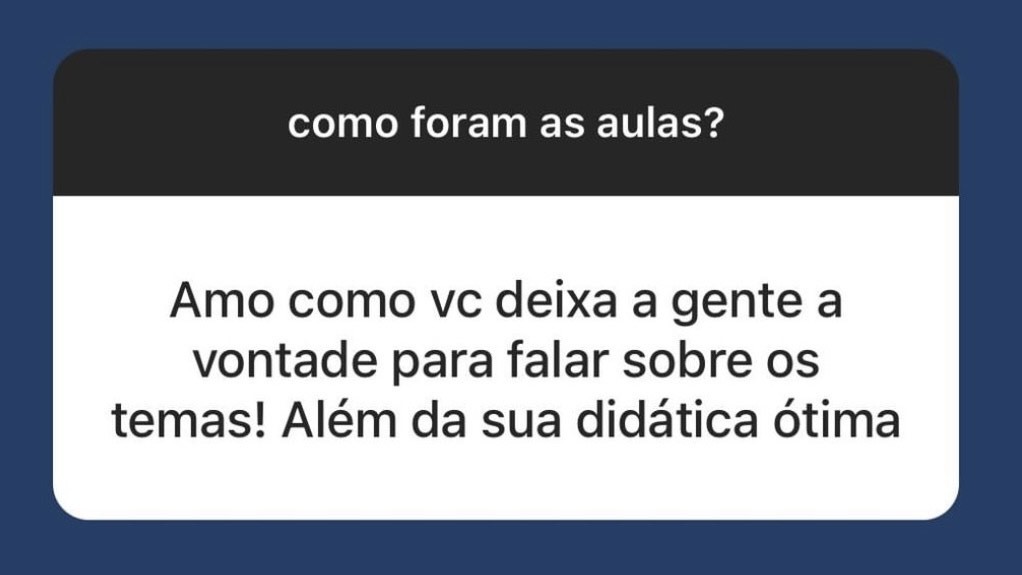 como foram as aulas?
Amo como vc deixa a gente a
vontade para falar sobre os
temas! Além da sua didática ótima